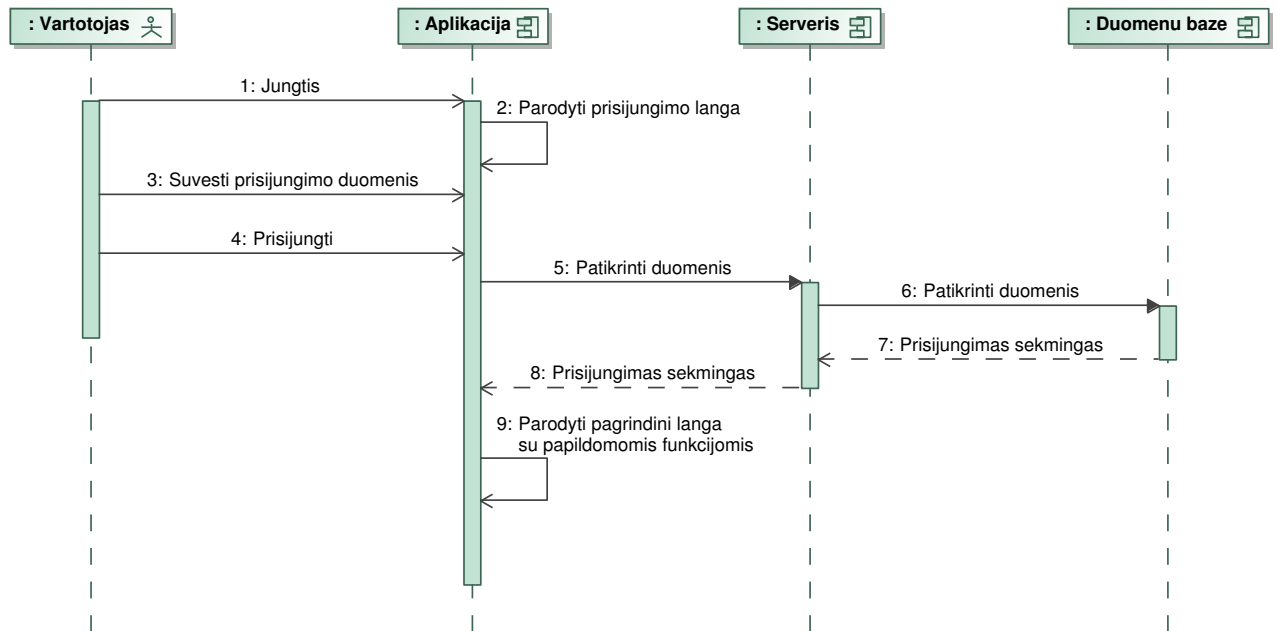 : Vartotojas
: Aplikacija
: Serveris
: Duomenu baze
1: Jungtis
2: Parodyti prisijungimo langa
3: Suvesti prisijungimo duomenis
4: Prisijungti
5: Patikrinti duomenis
6: Patikrinti duomenis
7: Prisijungimas sekmingas
8: Prisijungimas sekmingas
9: Parodyti pagrindini langa
su papildomomis funkcijomis